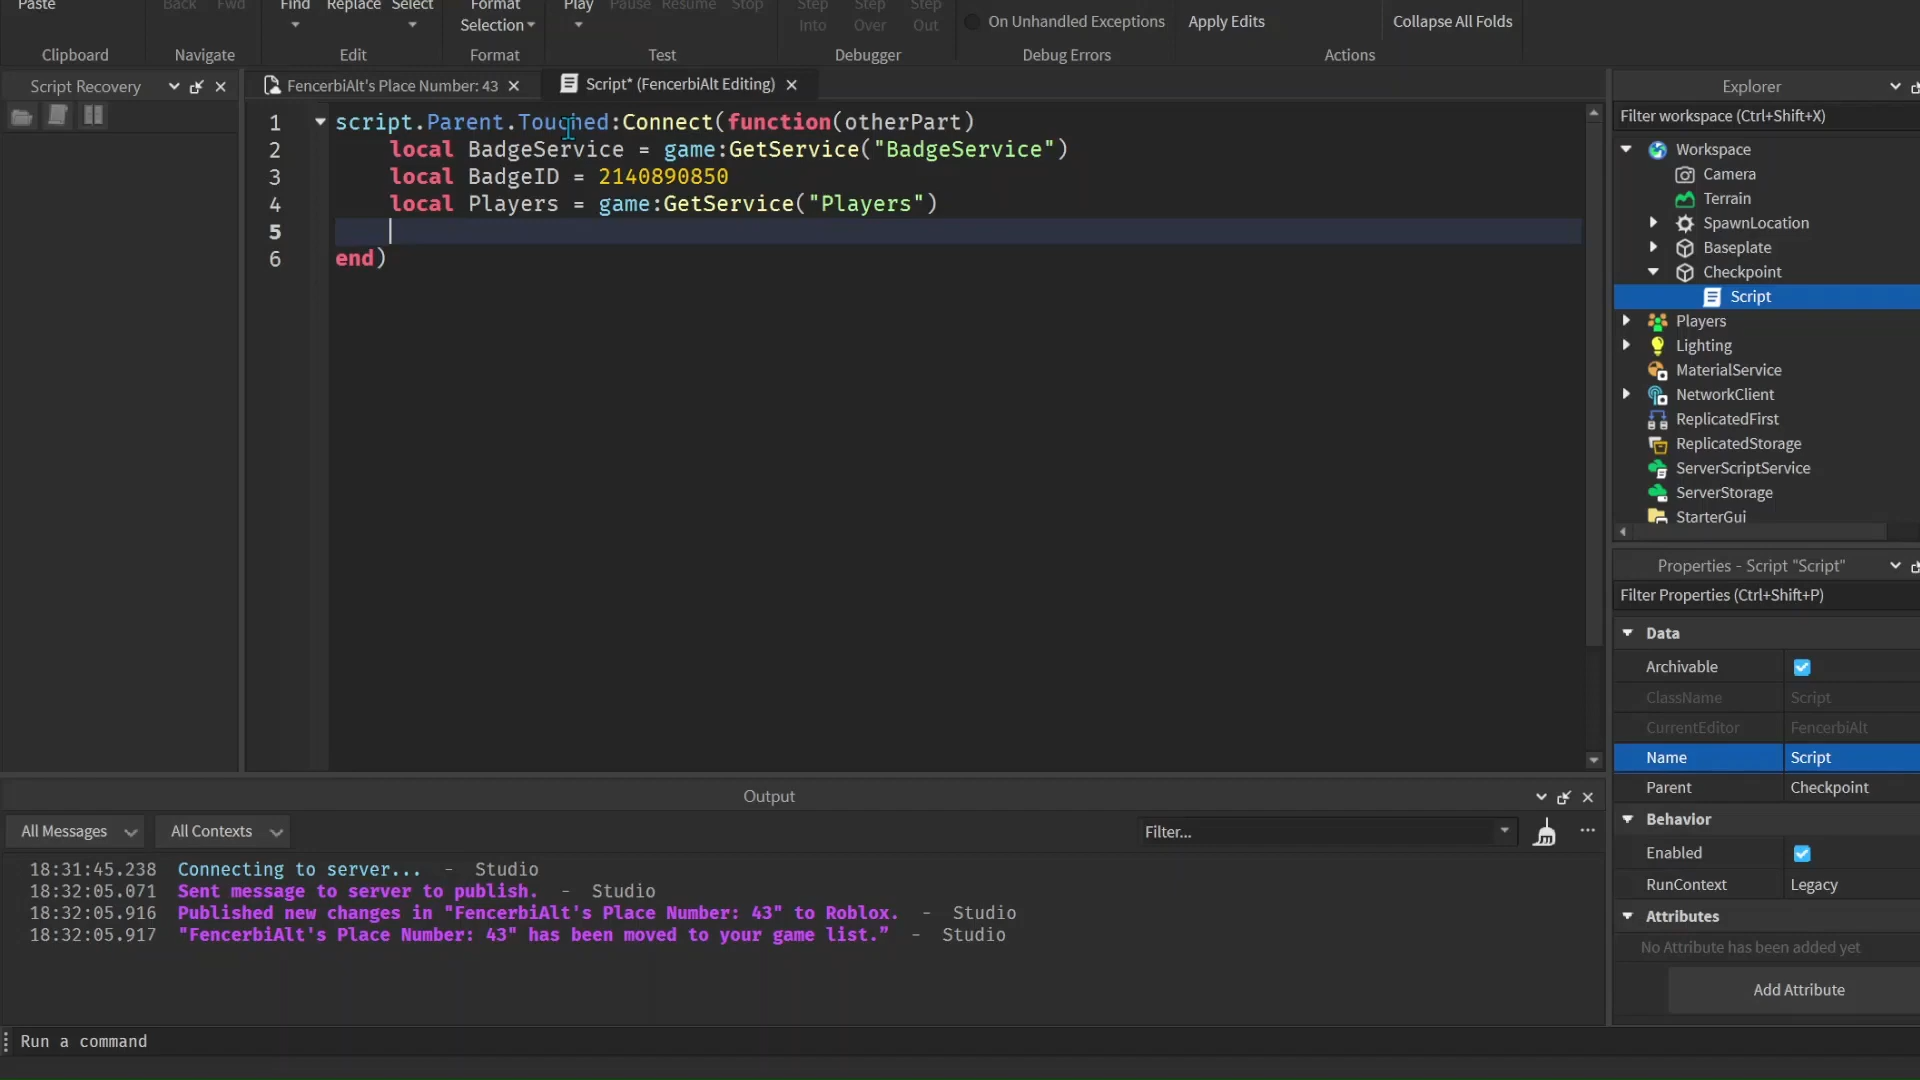 Paste
Back Fwd
Find Replace Select
Format
Selection
Play Pause Resume Stop
Step Step Step
Into Over Out
On Unhandled Exceptions
Apply Edits
Collapse All Folds
Clipboard Navigate Edit Format Test Debugger Debug Errors Actions
Script Recovery
FencerbiAlt's Place Number: 43
Script* (FencerbiAlt Editing)
1 script.Parent.Touched:Connect(function(otherPart)
2 local BadgeService = game:GetService("BadgeService")
3 local BadgeID = 2140890850
4 local Players = game:GetService("Players")
5
6 end)
Explorer
Filter workspace (Ctrl+Shift+X)
Workspace
Camera
Terrain
SpawnLocation
Baseplate
Checkpoint
Script
Players
Lighting
MaterialService
NetworkClient
ReplicatedFirst
ReplicatedStorage
ServerScriptService
ServerStorage
StarterGui
Properties - Script "Script"
Filter Properties (Ctrl+Shift+P)
Data
Archivable
ClassName Script
CurrentEditor FencerbiAlt
Name Script
Parent Checkpoint
Behavior
Enabled
RunContext Legacy
Attributes
No Attribute has been added yet
Add Attribute
Output
All Messages All Contexts Filter...
18:31:45.238 Connecting to server... - Studio
18:32:05.071 Sent message to server to publish. - Studio
18:32:05.916 Published new changes in "FencerbiAlt's Place Number: 43" to Roblox. - Studio
18:32:05.917 "FencerbiAlt's Place Number: 43" has been moved to your game list.” - Studio
Run a command